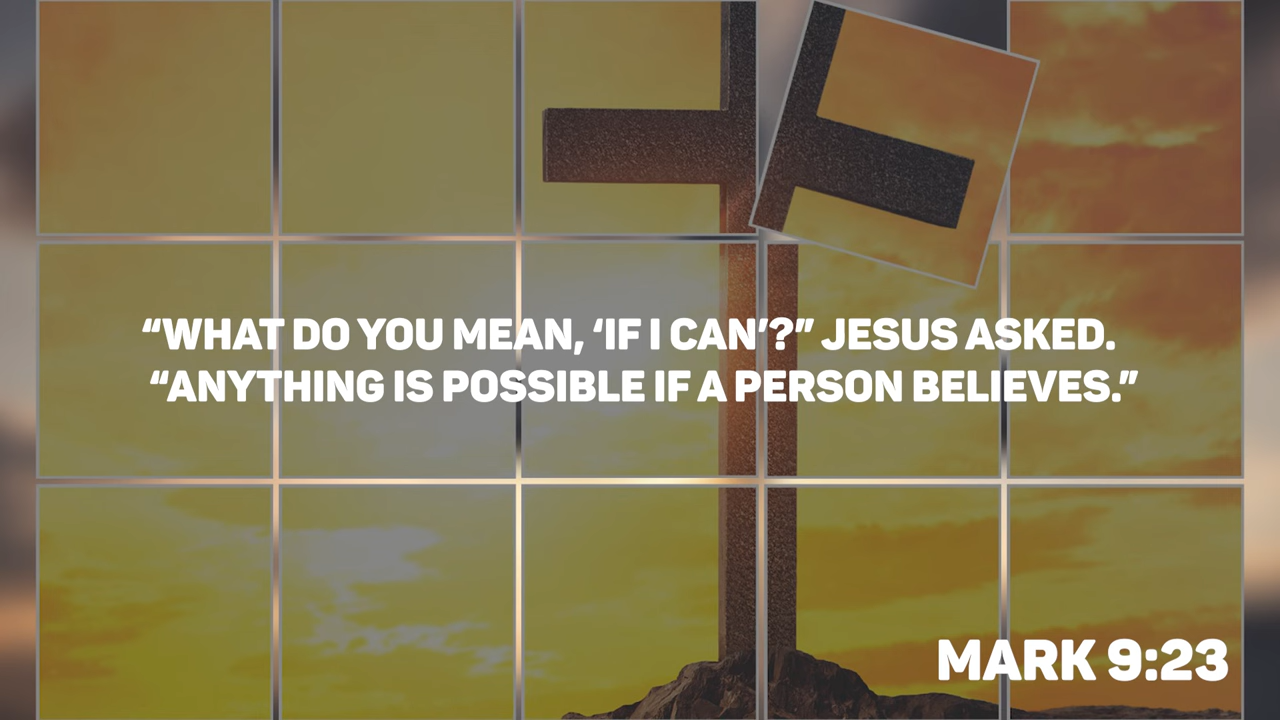 “WHAT DO YOU MEAN, ‘IF I CAN’?” JESUS ASKED.
“ANYTHING IS POSSIBLE IF A PERSON BELIEVES.”
MARK 9:23